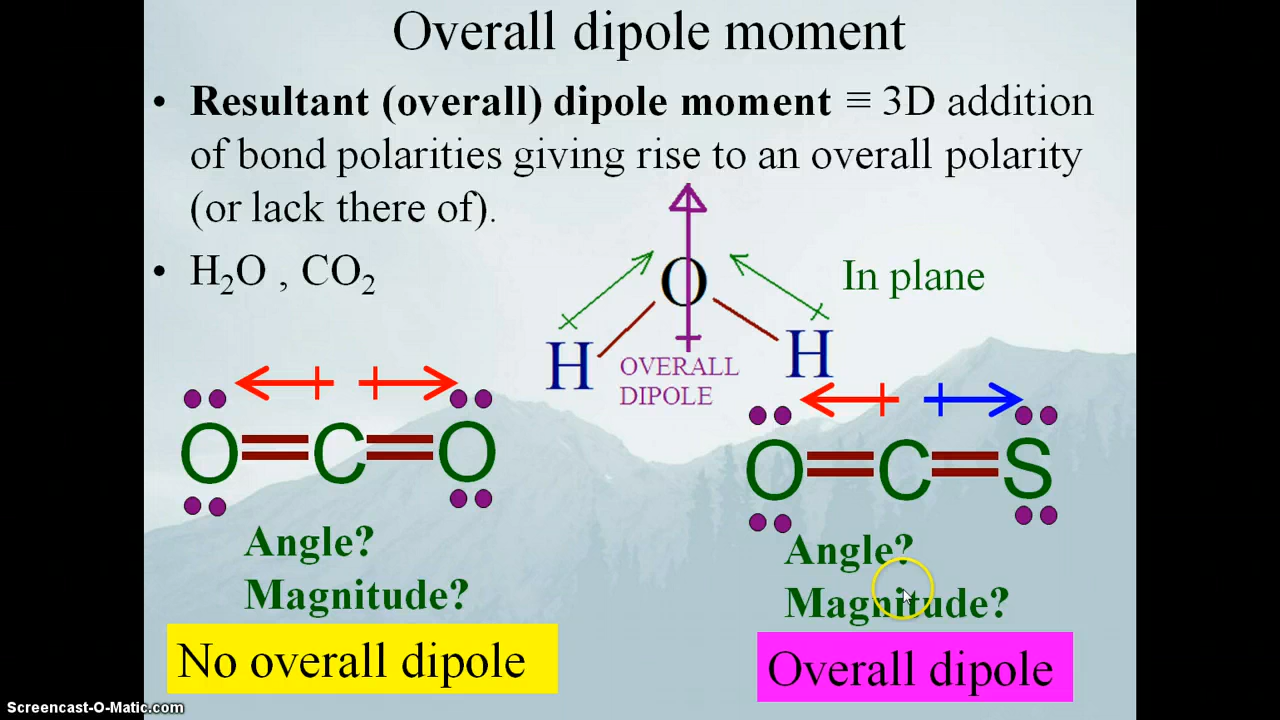 Overall dipole moment
• Resultant (overall) dipole moment ≡ 3D addition
of bond polarities giving rise to an overall polarity
(or lack there of).
• H₂O , CO₂
In plane
O
H H
OVERALL
DIPOLE
O=C=O
O=C=S
Angle?
Magnitude?
Angle?
Magnitude?
No overall dipole
Overall dipole
Screencast-O-Matic.com